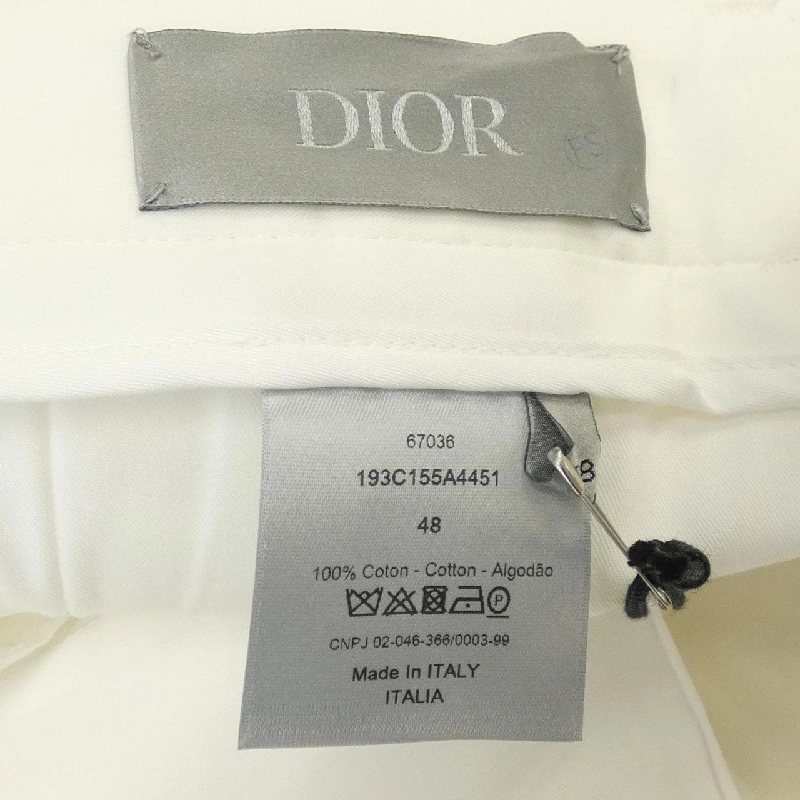 DIOR
FS
67036
193C155A4451
48
8
100% Coton - Cotton - Algodão
P
CNPJ 02-046-366/0003-99
Made In ITALY
ITALIA